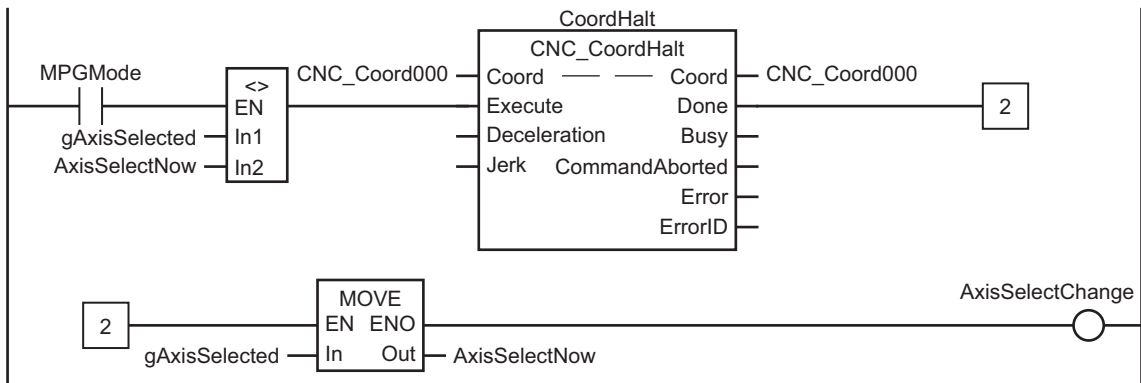 CoordHalt
CNC_CoordHalt
MPGMode
<>
CNC_Coord000
Coord
Coord
CNC_Coord000
EN
Execute
Done
2
gAxisSelected
In1
Deceleration
Busy
AxisSelectNow
In2
Jerk
CommandAborted
Error
ErrorID
MOVE
AxisSelectChange
2
EN
ENO
gAxisSelected
In
Out
AxisSelectNow